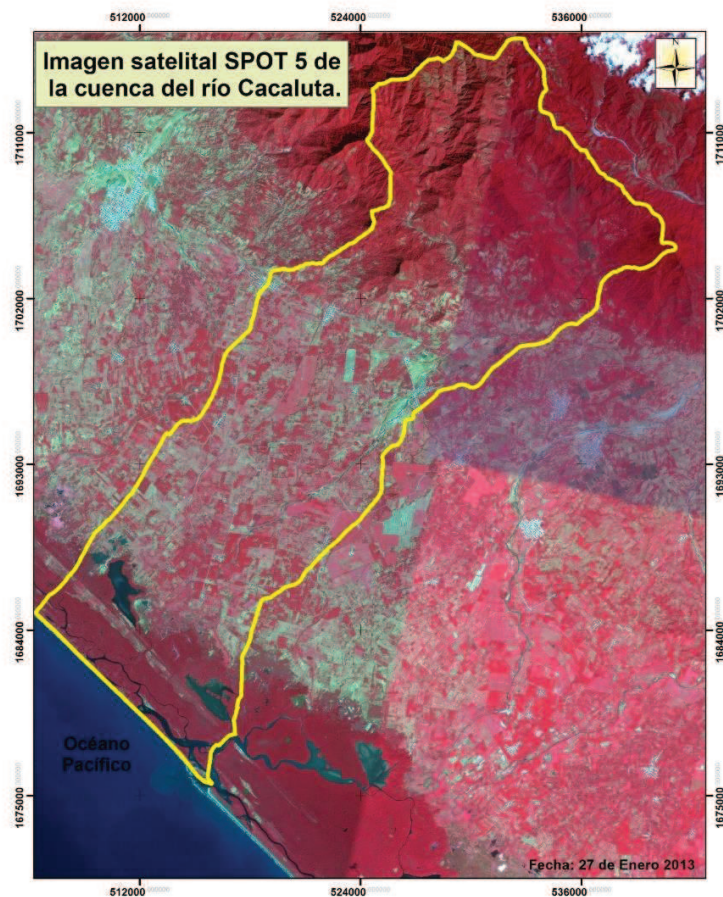 512000 524000 536000
Imagen satelital SPOT 5 de
la cuenca del río Cacaluta.
N
1711000 1711000
1702000 1702000
1693000 1693000
1684000 1684000
Océano
Pacífico
1675000 1675000
Fecha: 27 de Enero 2013
512000 524000 536000